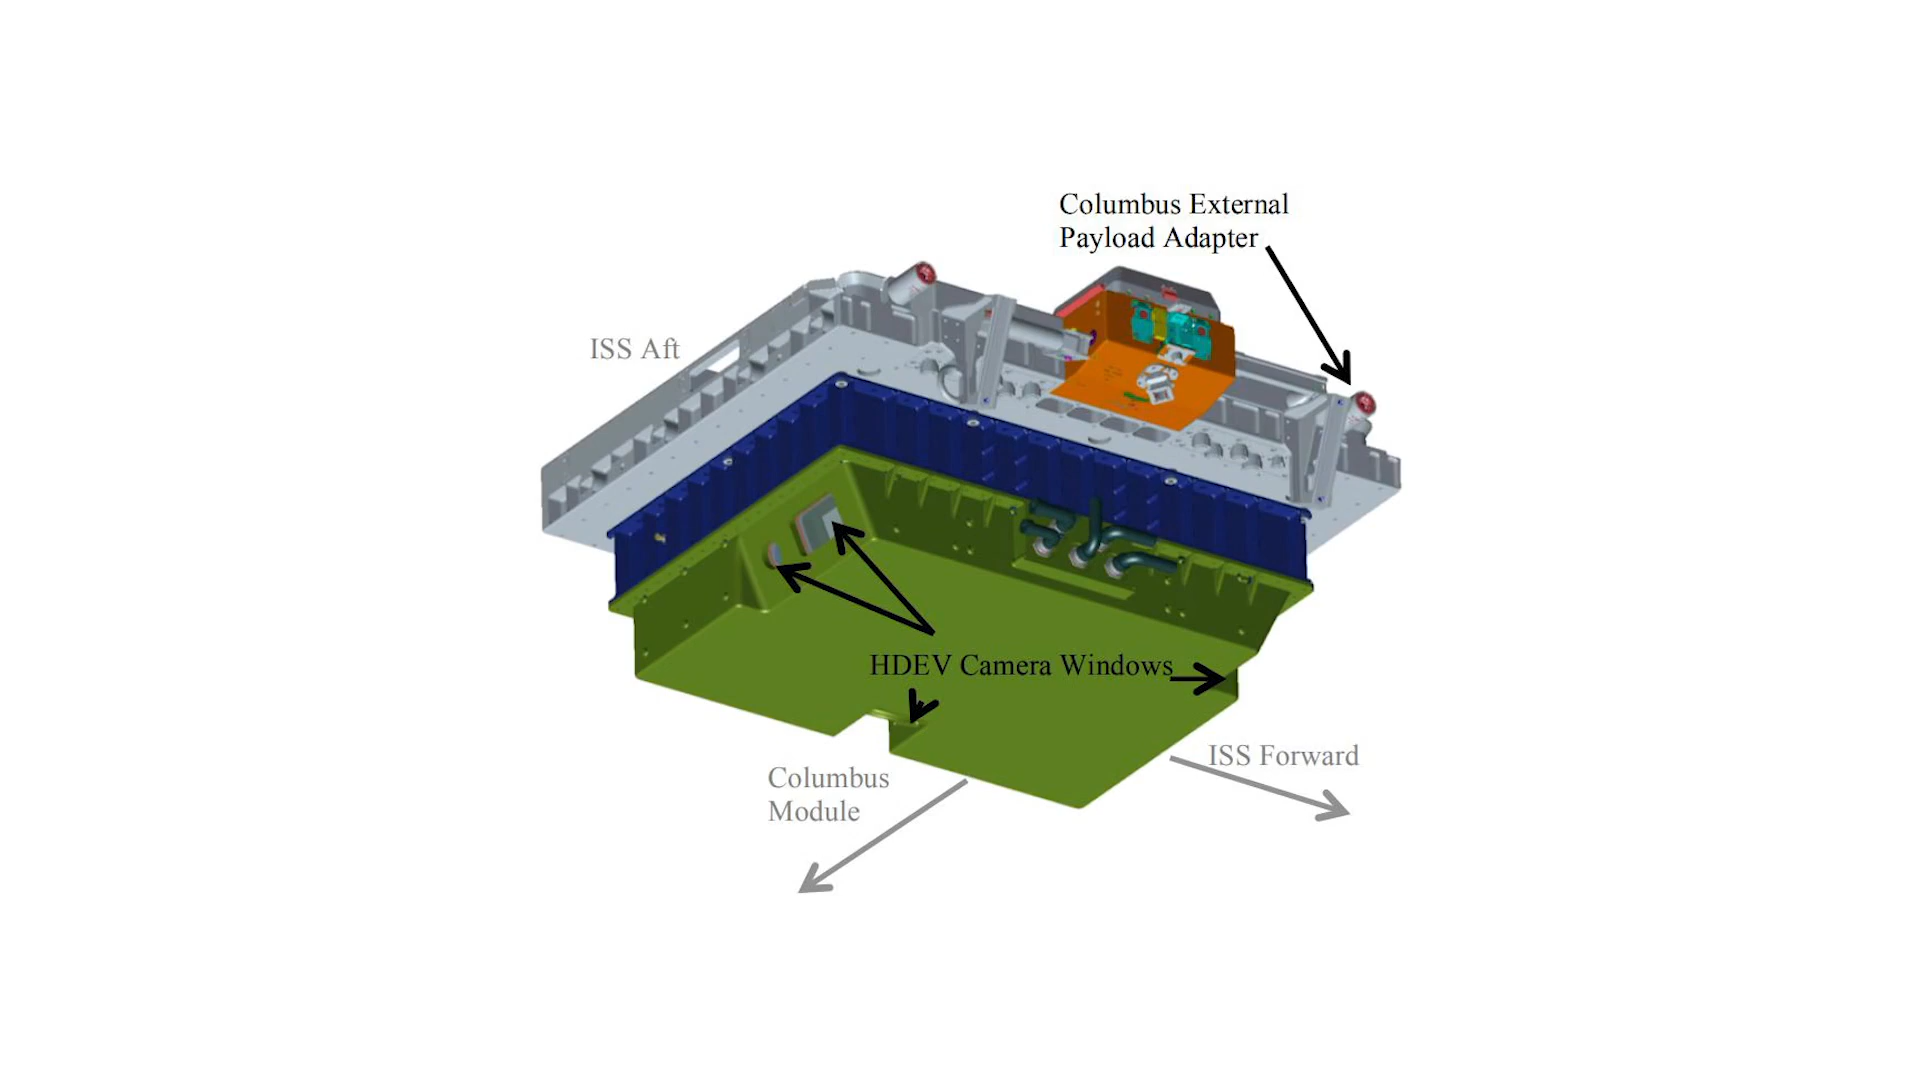 Columbus External
Payload Adapter
ISS Aft
HDEV Camera Windows
ISS Forward
Columbus
Module